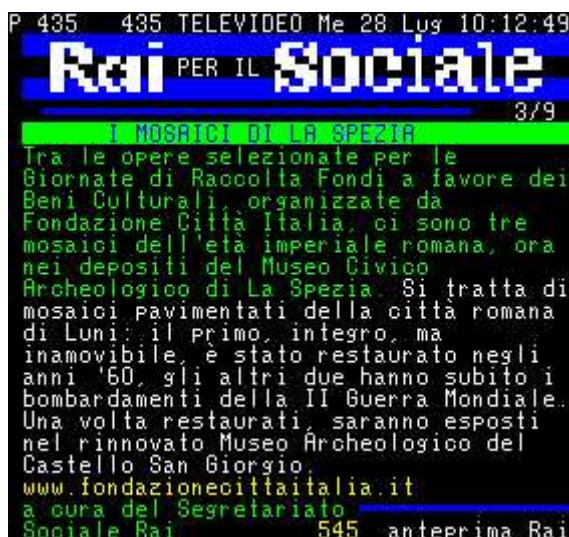 P 435 435 TELEVIDEO Me 28 Lug 10:12:49
Rai PER IL Sociale
3/9
I MOSAICI DI LA SPEZIA
Tra le opere selezionate per le
Giornate di Raccolta Fondi a favore dei
Beni Culturali, organizzate da
Fondazione Città Italia, ci sono tre
mosaici dell'età imperiale romana, ora
nei depositi del Museo Civico
Archeologico di La Spezia. Si tratta di
mosaici pavimentati della città romana
di Luni: il primo, integro, ma
inamovibile, è stato restaurato negli
anni '60, gli altri due hanno subito i
bombardamenti della II Guerra Mondiale.
Una volta restaurati, saranno esposti
nel rinnovato Museo Archeologico del
Castello San Giorgio.
www.fondazionecittaitalia.it
a cura del Segretariato
Sociale Rai 545 anteprima Rai